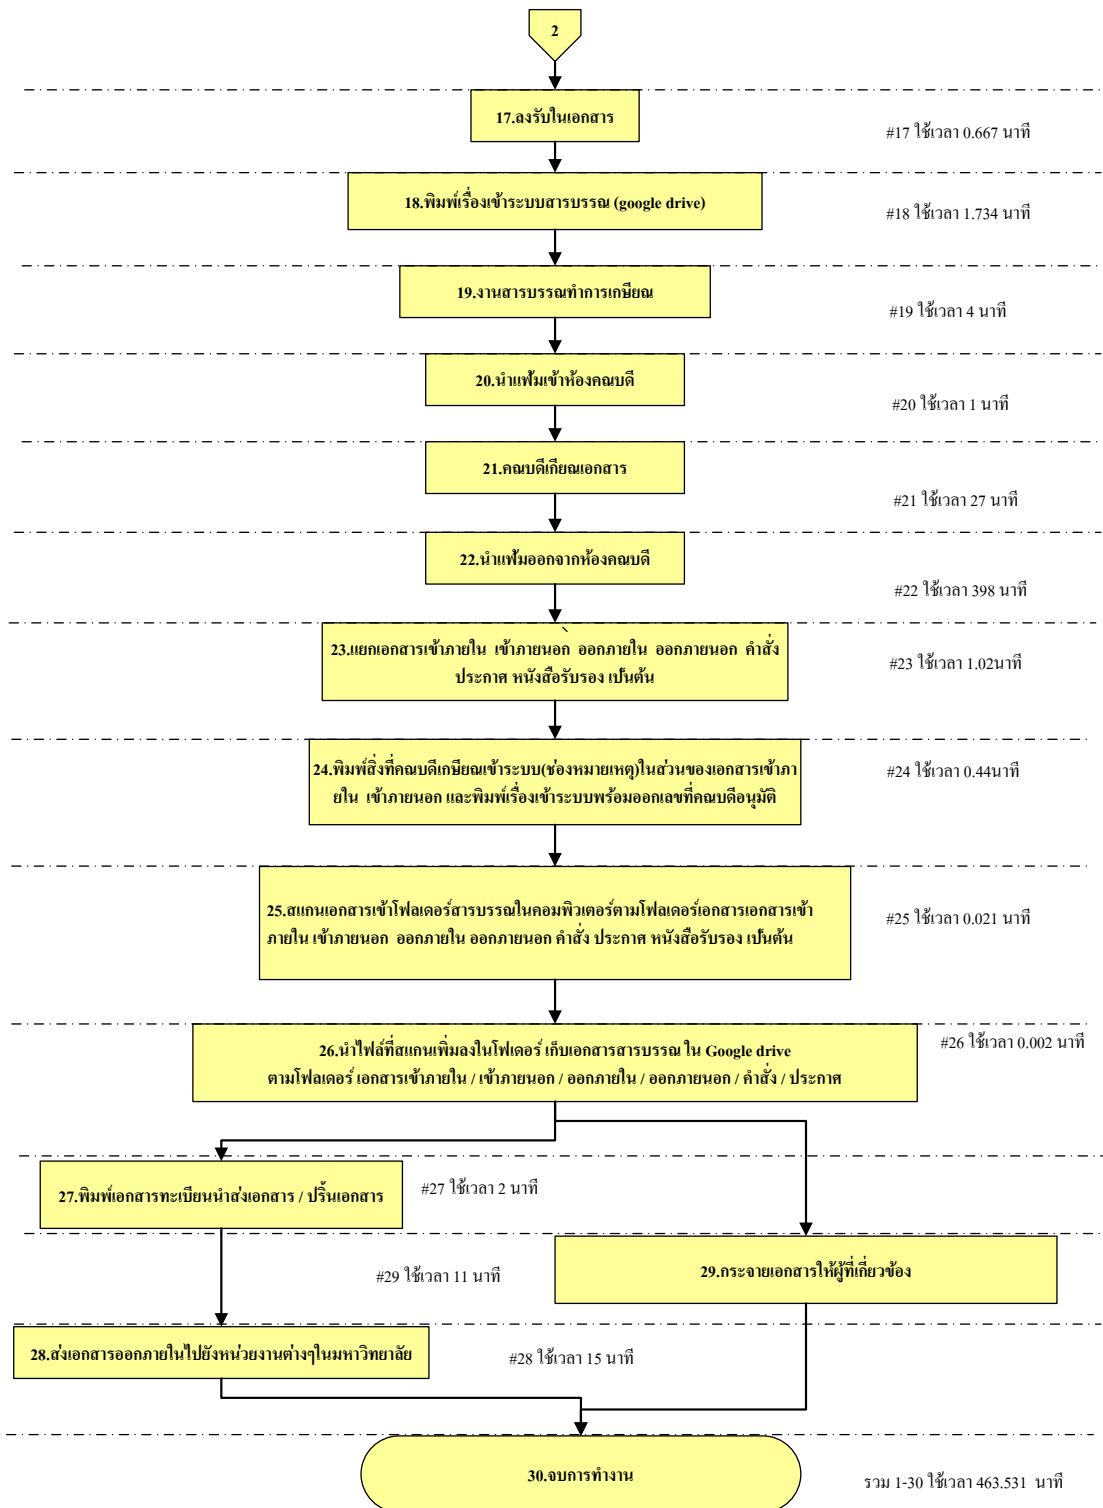 2
17.ลงรับในเอกสาร
#17 ใช้เวลา 0.667 นาที
18.พิมพ์เรื่องเข้าระบบสารบรรณ (google drive)
#18 ใช้เวลา 1.734 นาที
19.งานสารบรรณทำการเกษียณ
#19 ใช้เวลา 4 นาที
20.นำแฟ้มเข้าห้องคณบดี
#20 ใช้เวลา 1 นาที
21.คณบดีเกียณเอกสาร
#21 ใช้เวลา 27 นาที
22.นำแฟ้มออกจากห้องคณบดี
#22 ใช้เวลา 398 นาที
23.แยกเอกสารเข้าภายใน เข้าภายนอก ออกภายใน ออกภายนอก คำสั่ง
ประกาศ หนังสือรับรอง เป็นต้น
#23 ใช้เวลา 1.02นาที
24.พิมพ์สิ่งที่คณบดีเกษียณเข้าระบบ(ช่องหมายเหตุ)ในส่วนของเอกสารเข้าภา
ยใน เข้าภายนอก และพิมพ์เรื่องเข้าระบบพร้อมออกเลขที่คณบดีอนุมัติ
#24 ใช้เวลา 0.44นาที
25.สแกนเอกสารเข้าโฟลเดอร์สารบรรณในคอมพิวเตอร์ตามโฟลเดอร์เอกสารเอกสารเข้า
ภายใน เข้าภายนอก ออกภายใน ออกภายนอก คำสั่ง ประกาศ หนังสือรับรอง เป็นต้น
#25 ใช้เวลา 0.021 นาที
26.นำไฟล์ที่สแกนเพิ่มลงในโฟเดอร์ เก็บเอกสารสารบรรณ ใน Google drive
ตามโฟลเดอร์ เอกสารเข้าภายใน / เข้าภายนอก / ออกภายใน / ออกภายนอก / คำสั่ง / ประกาศ
#26 ใช้เวลา 0.002 นาที
27.พิมพ์เอกสารทะเบียนนำส่งเอกสาร / ปริ้นเอกสาร
#27 ใช้เวลา 2 นาที
#29 ใช้เวลา 11 นาที
29.กระจายเอกสารให้ผู้ที่เกี่ยวข้อง
28.ส่งเอกสารออกภายในไปยังหน่วยงานต่างๆในมหาวิทยาลัย
#28 ใช้เวลา 15 นาที
30.จบการทำงาน
รวม 1-30 ใช้เวลา 463.531 นาที